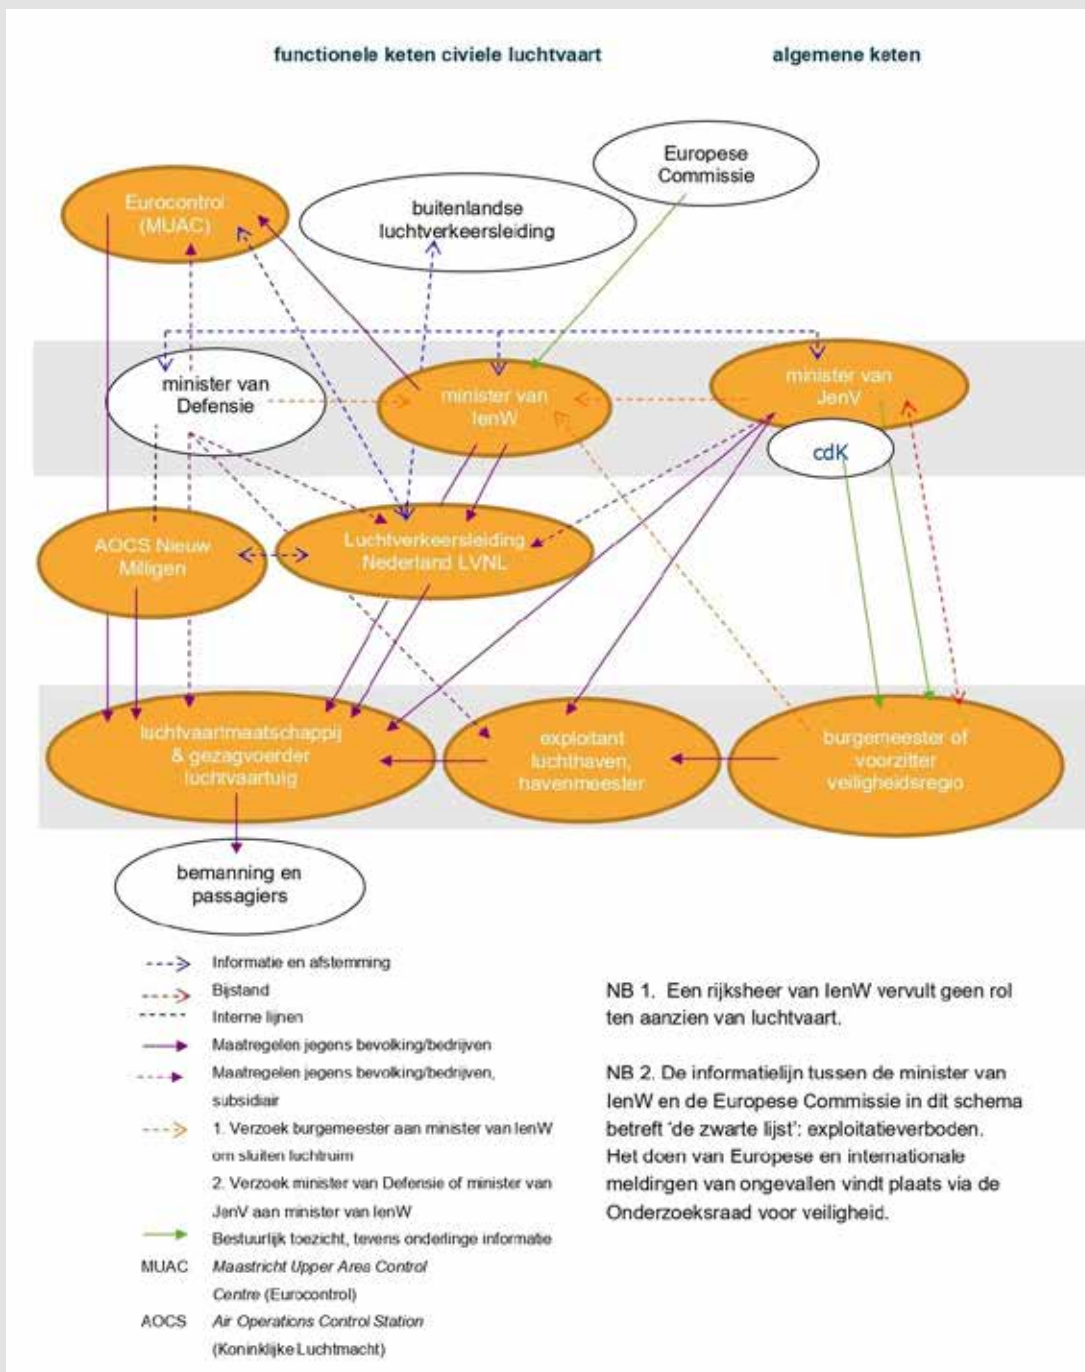 functionele keten civiele luchtvaart
algemene keten
Europese
Commissie
Eurocontrol
(MUAC)
buitenlandse
luchtverkeersleiding
minister van
Defensie
minister van
IenW
minister van
JenV
cdK
AOCS Nieuw
Milligen
Luchtverkeersleiding
Nederland LVNL
luchtvaartmaatschappij
& gezagvoerder
luchtvaartuig
exploitant
luchthaven,
havenmeester
burgemeester of
voorzitter
veiligheidsregio
bemanning en
passagiers
Informatie en afstemming
Bijstand
Interne lijnen
Maatregelen jegens bevolking/bedrijven
Maatregelen jegens bevolking/bedrijven,
subsidiair
1. Verzoek burgemeester aan minister van IenW
om sluiten luchtruim
2. Verzoek minister van Defensie of minister van
JenV aan minister van IenW
Bestuurlijk toezicht, tevens onderlinge informatie
MUAC Maastricht Upper Area Control
Centre (Eurocontrol)
AOCS Air Operations Control Station
(Koninklijke Luchtmacht)
NB 1. Een rijksheer van IenW vervult geen rol
ten aanzien van luchtvaart.
NB 2. De informatielijn tussen de minister van
IenW en de Europese Commissie in dit schema
betreft 'de zwarte lijst': exploitatieverboden.
Het doen van Europese en internationale
meldingen van ongevallen vindt plaats via de
Onderzoeksraad voor veiligheid.